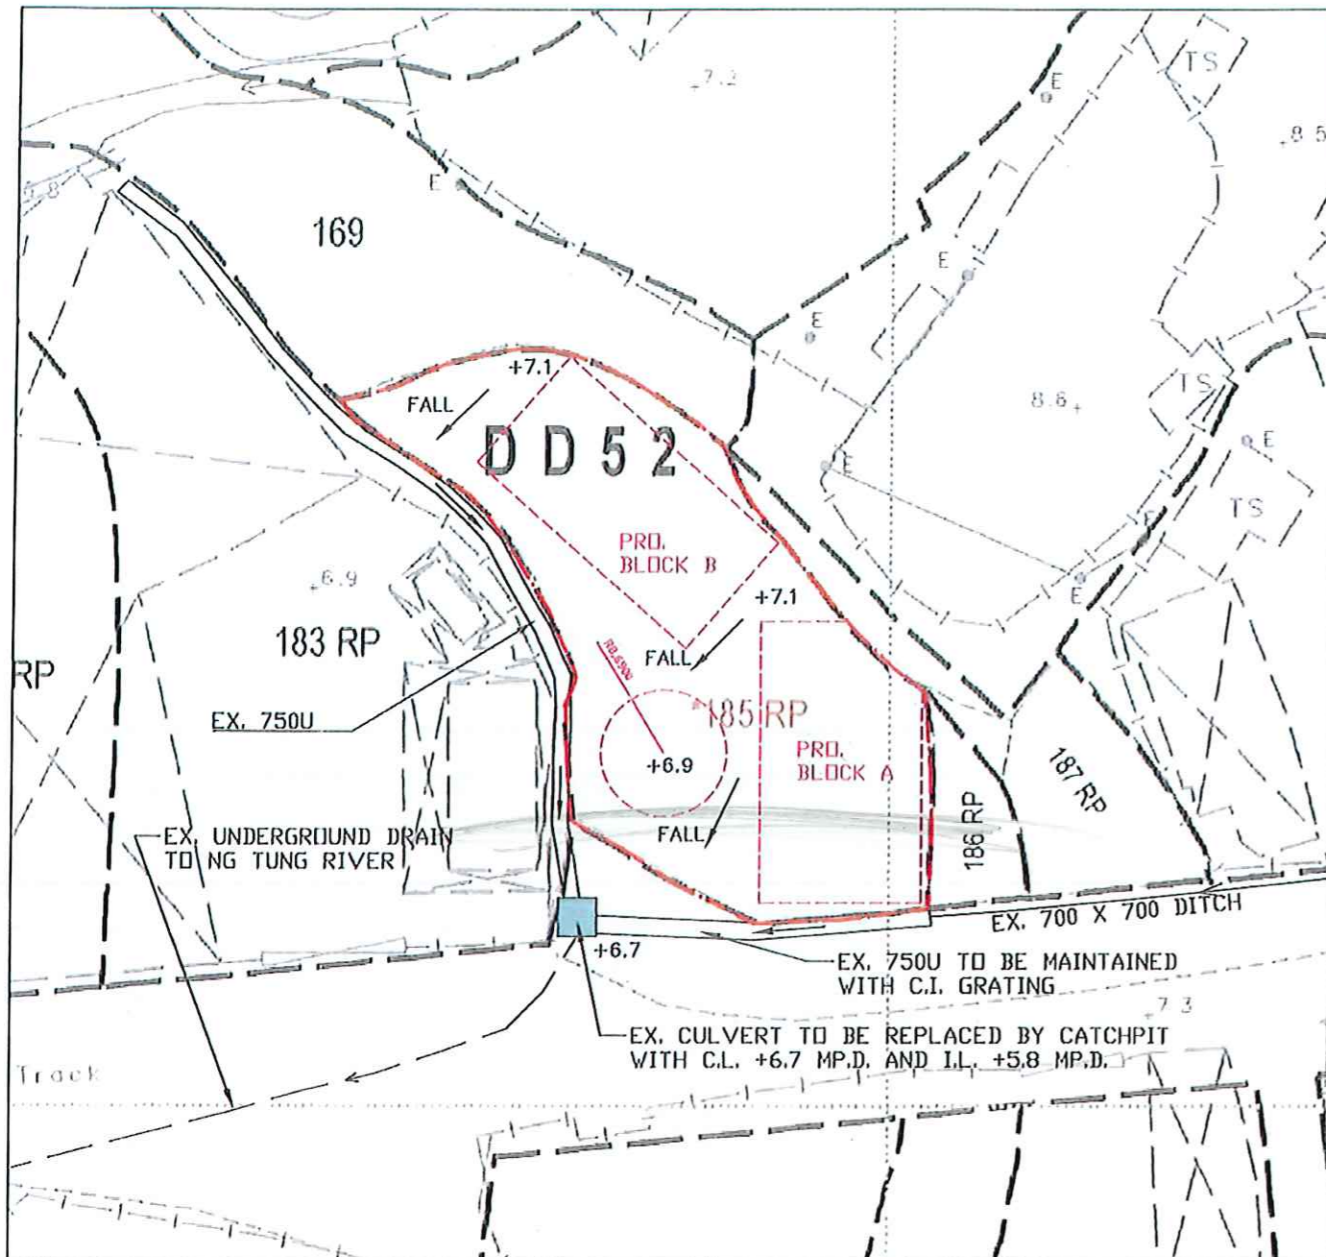 +7.2
TS
E
+8.5
6.8
E
169
E
E
+7.1
TS
FALL
8.6+
DD52
E
E
TS
PRO.
BLOCK B
E
+6.9
+7.1
E
183 RP
FALL
RP
185 RP
EX. 750U
PRO.
BLOCK A
+6.9
187 RP
186 RP
EX. UNDERGROUND DRAIN
TO NG TUNG RIVER
FALL
EX. 700 X 700 DITCH
+6.7
EX. 750U TO BE MAINTAINED
WITH C.I. GRATING
+7.3
EX. CULVERT TO BE REPLACED BY CATCHPIT
WITH C.L. +6.7 MP.D. AND I.L. +5.8 MP.D.
Track